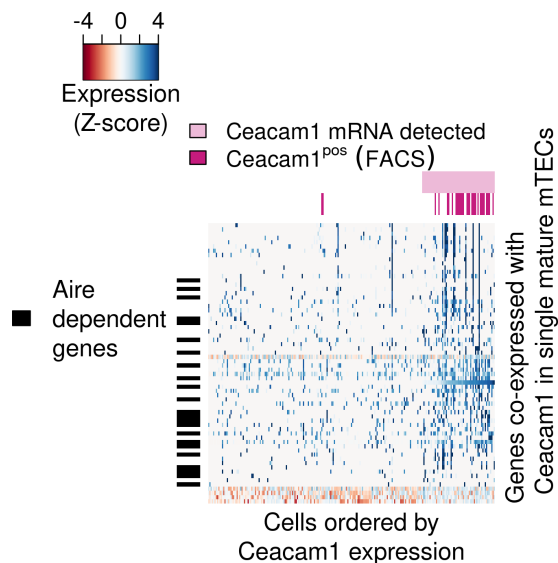 -4 0 4
Expression
(Z-score)
Ceacam1 mRNA detected
Ceacam1pos (FACS)
Aire
dependent
genes
Genes co-expressed with
Ceacam1 in single mature mTECs
Cells ordered by
Ceacam1 expression